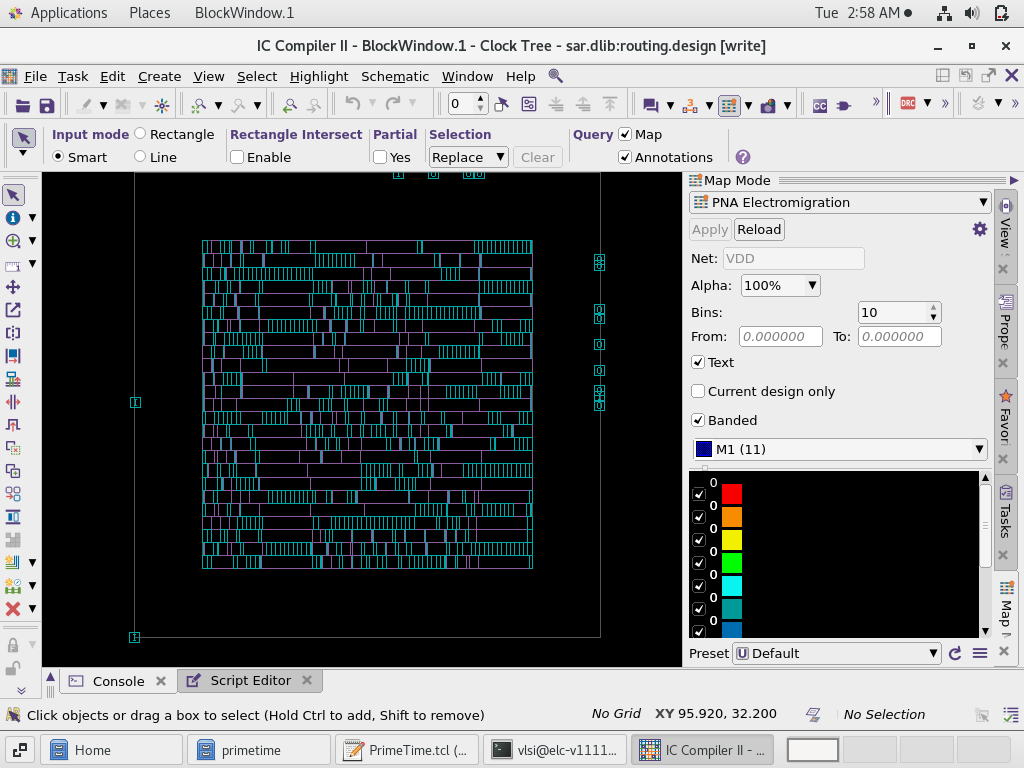 Applications Places BlockWindow.1 Tue 2:58 AM
IC Compiler II - BlockWindow.1 - Clock Tree - sar.dlib:routing.design [write]
File Task Edit Create View Select Highlight Schematic Window Help
0 CC DRC
Input mode Rectangle Rectangle Intersect Partial Selection Query Map
Smart Line Enable Yes Replace Clear Annotations
Map Mode
PNA Electromigration
Apply Reload
Net: VDD
Alpha: 100%
Bins: 10
From: 0.000000 To: 0.000000
Text
Current design only
Banded
M1 (11)
0
0
0
0
0
0
0
Preset Default
View
Prope
Favori
Tasks
Map
Console Script Editor
Click objects or drag a box to select (Hold Ctrl to add, Shift to remove) No Grid XY 95.920, 32.200 No Selection
Home primetime PrimeTime.tcl (... vlsi@elc-v1111... IC Compiler II - ...